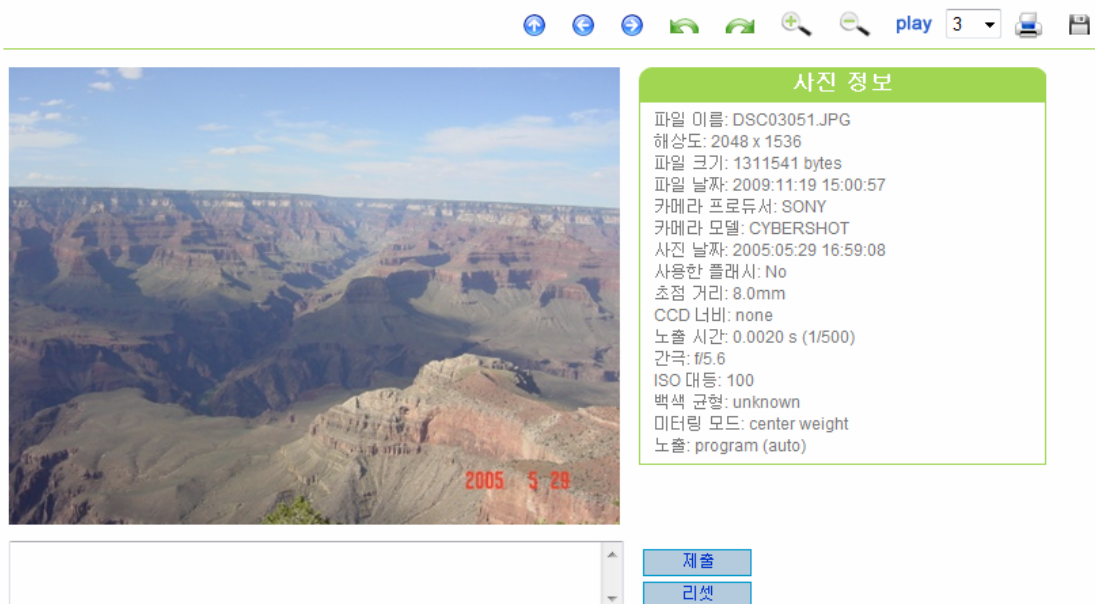 play 3
사진 정보
파일 이름: DSC03051.JPG
해상도: 2048 x 1536
파일 크기: 1311541 bytes
파일 날짜: 2009:11:19 15:00:57
카메라 프로듀서: SONY
카메라 모델: CYBERSHOT
사진 날짜: 2005:05:29 16:59:08
사용한 플래시: No
초점 거리: 8.0mm
CCD 너비: none
노출 시간: 0.0020 s (1/500)
간극: f/5.6
ISO 대등: 100
백색 균형: unknown
미터링 모드: center weight
노출: program (auto)
2005 5 29
제출
리셋